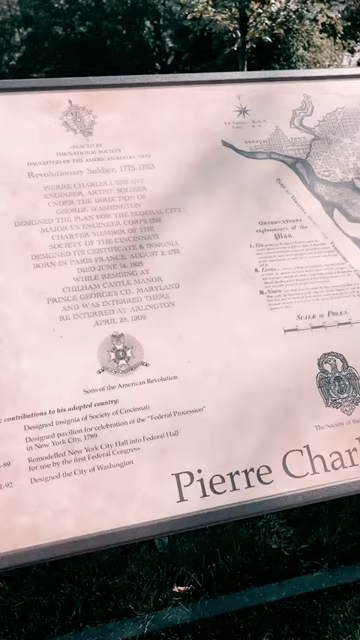 PLACED BY
THE NATIONAL SOCIETY
DAUGHTERS OF THE AMERICAN REVOLUTION
Revolutionary Soldier, 1775-1783
PIERRE CHARLES L'ENFANT
ENGINEER ARTIST SOLDIER
UNDER THE DIRECTION OF
GEORGE WASHINGTON
DESIGNED THE PLAN FOR THE FEDERAL CITY
MAJOR US ENGINEER CORPS
CHARTER MEMBER OF THE
SOCIETY OF THE CINCINNATI
DESIGNED ITS CERTIFICATE & INSIGNIA
BORN IN PARIS FRANCE, AUGUST 2, 1755
DIED JUNE 14, 1825
WHILE RESIDING AT
CHILHAM CASTLE MANOR
PRINCE GEORGE'S CO. MARYLAND
AND WAS INTERRED THERE
RE INTERRED AT ARLINGTON
APRIL 28, 1909
Sons of the American Revolution
contributions to his adopted country:
Designed insignia of Society of Cincinnati
Designed pavilion for celebration of the "Federal Procession"
in New York City, 1789
-89 Remodelled New York City Hall into Federal Hall
for use by the first Federal Congress
-92 Designed the City of Washington
OBSERVATIONS
explanatory of the
Plan.
SCALE OF POLES.
The Society of the
Pierre Char